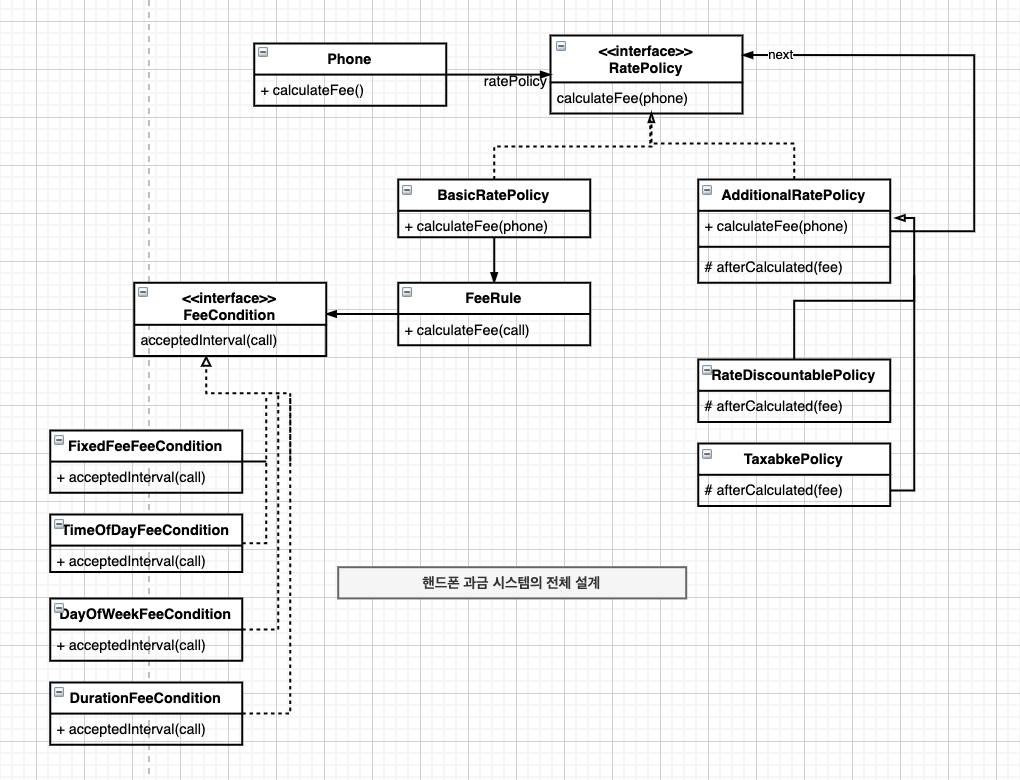 Phone
+ calculateFee()
ratePolicy
<<interface>>
RatePolicy
calculateFee(phone)
next
BasicRatePolicy
+ calculateFee(phone)
AdditionalRatePolicy
+ calculateFee(phone)
# afterCalculated(fee)
<<interface>>
FeeCondition
acceptedInterval(call)
FeeRule
+ calculateFee(call)
RateDiscountablePolicy
# afterCalculated(fee)
FixedFeeFeeCondition
+ acceptedInterval(call)
TaxabkePolicy
# afterCalculated(fee)
TimeOfDayFeeCondition
+ acceptedInterval(call)
핸드폰 과금 시스템의 전체 설계
DayOfWeekFeeCondition
+ acceptedInterval(call)
DurationFeeCondition
+ acceptedInterval(call)